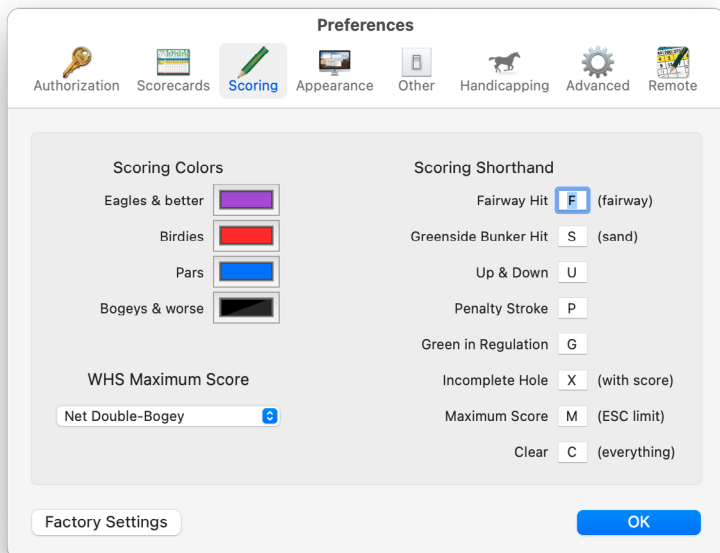 Preferences
Authorization Scorecards Scoring Appearance Other Handicapping Advanced Remote
Scoring Colors
Eagles & better
Birdies
Pars
Bogeys & worse
WHS Maximum Score
Net Double-Bogey
Scoring Shorthand
Fairway Hit F (fairway)
Greenside Bunker Hit S (sand)
Up & Down U
Penalty Stroke P
Green in Regulation G
Incomplete Hole X (with score)
Maximum Score M (ESC limit)
Clear C (everything)
Factory Settings OK